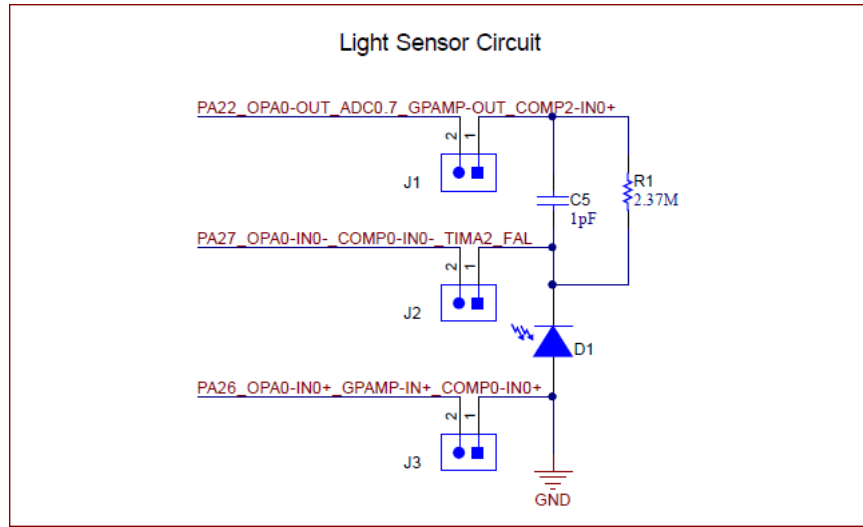 Light Sensor Circuit
PA22_OPA0-OUT_ADC0.7_GPAMP-OUT_COMP2-IN0+
2 1
J1
C5
1pF
R1
2.37M
PA27_OPA0-IN0-_COMP0-IN0-_TIMA2_FAL
2 1
J2
D1
PA26_OPA0-IN0+_GPAMP-IN+_COMP0-IN0+
2 1
J3
GND